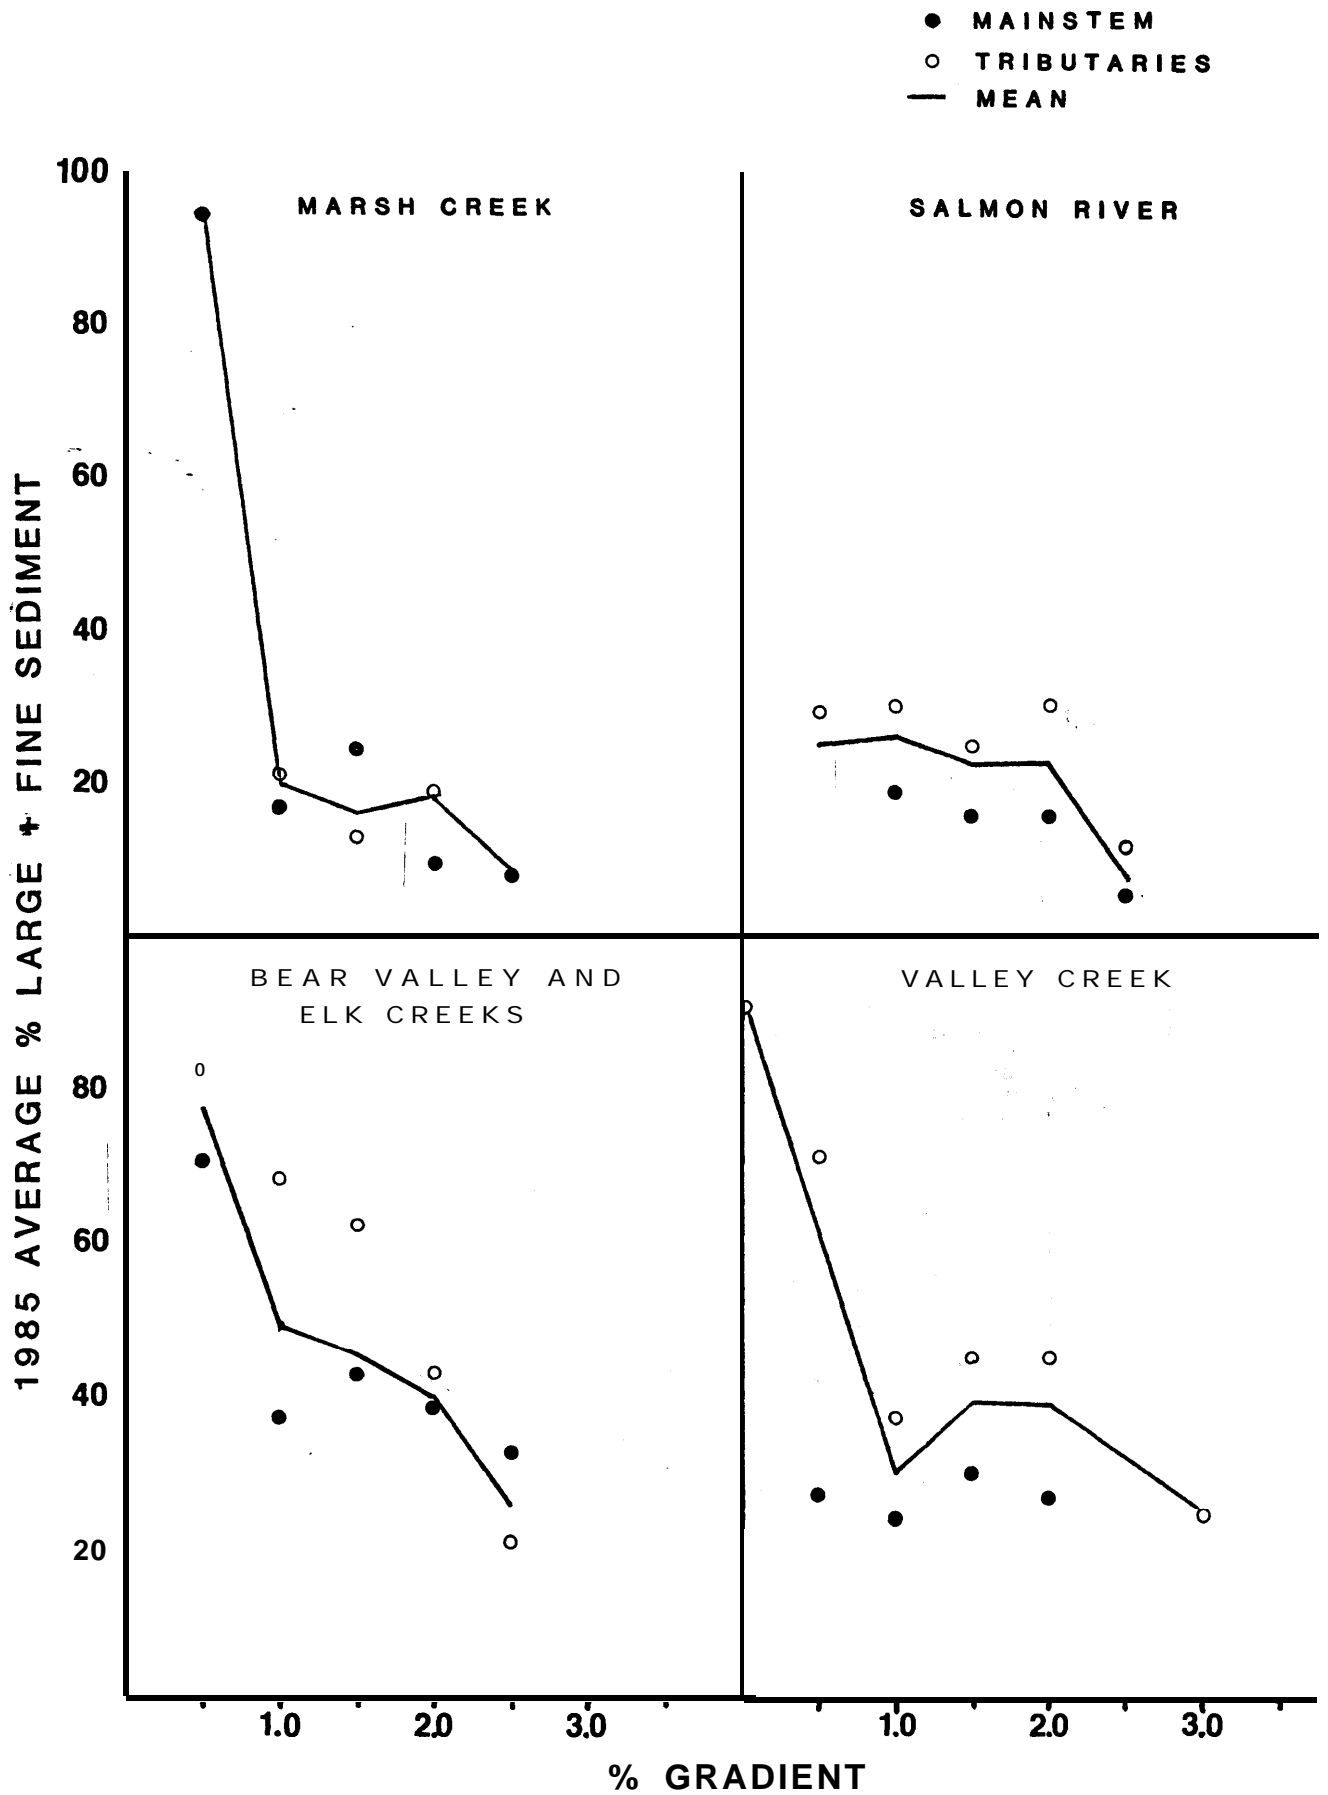 MAINSTEM
TRIBUTARIES
MEAN
1985 AVERAGE % LARGE + FINE SEDIMENT
100
80
60
40
20
MARSH CREEK
SALMON RIVER
BEAR VALLEY AND
ELK CREEKS
VALLEY CREEK
80
60
40
20
1.0 2.0 3.0
1.0 2.0 3.0
% GRADIENT